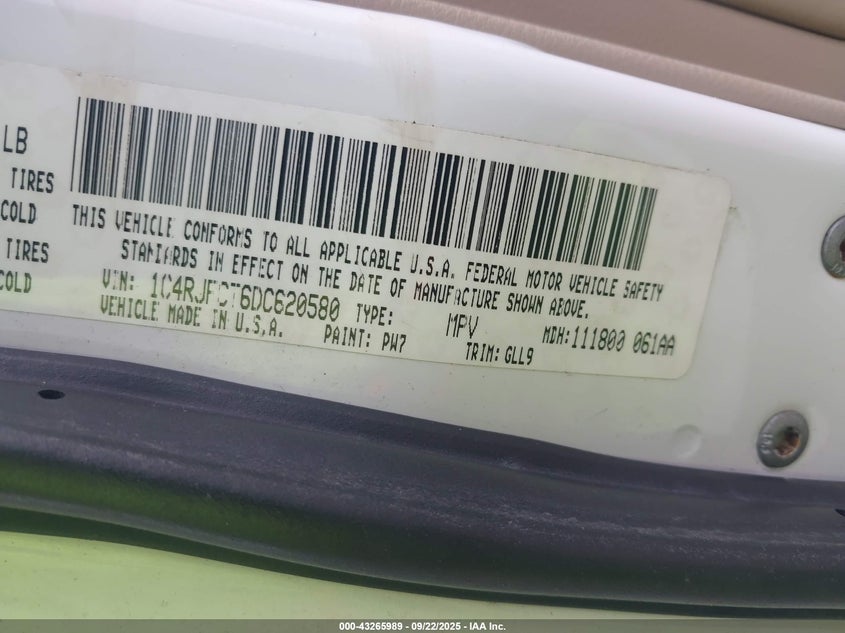 LB
TIRES
COLD
TIRES
COLD
THIS VEHICLE CONFORMS TO ALL APPLICABLE U.S.A. FEDERAL MOTOR VEHICLE SAFETY
STANDARDS IN EFFECT ON THE DATE OF MANUFACTURE SHOWN ABOVE.
VIN: 1C4RJFCT6DC620580 TYPE: MPV MDH:111800 061AA
VEHICLE MADE IN U.S.A. PAINT: PW7 TRIM: GLL9
000-43265989 - 09/22/2025 - IAA Inc.